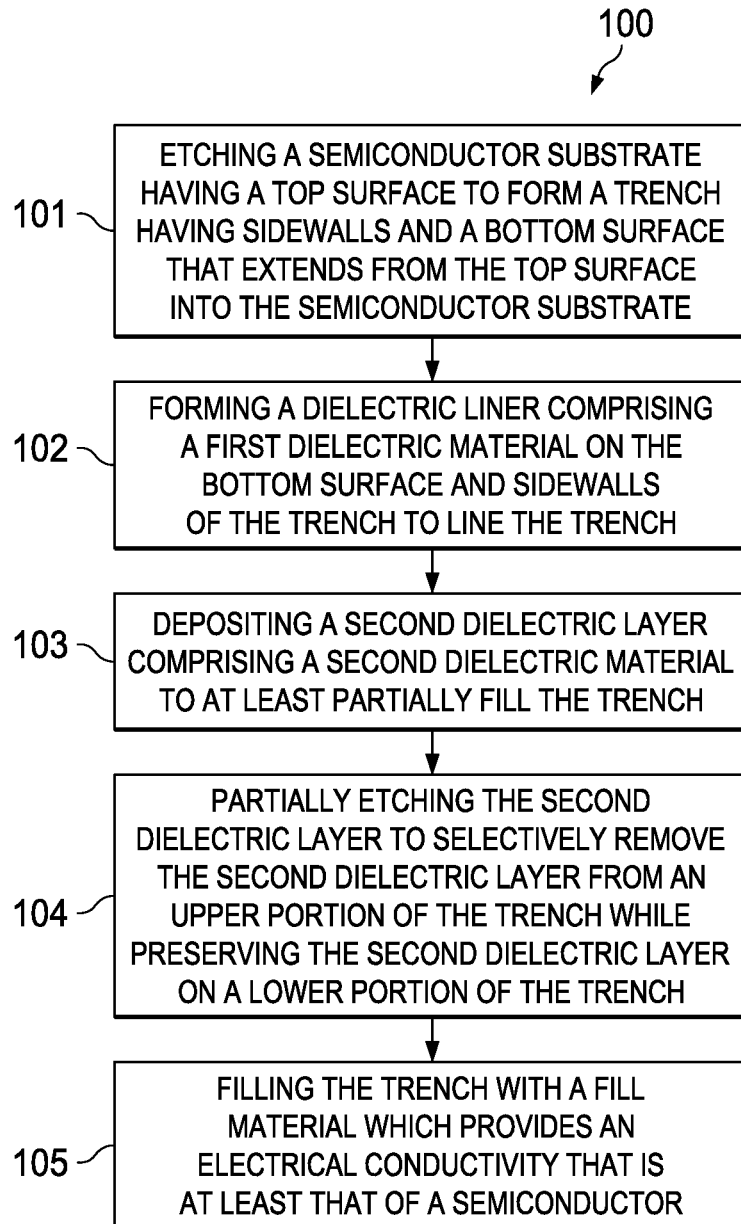 100
101
ETCHING A SEMICONDUCTOR SUBSTRATE
HAVING A TOP SURFACE TO FORM A TRENCH
HAVING SIDEWALLS AND A BOTTOM SURFACE
THAT EXTENDS FROM THE TOP SURFACE
INTO THE SEMICONDUCTOR SUBSTRATE
102
FORMING A DIELECTRIC LINER COMPRISING
A FIRST DIELECTRIC MATERIAL ON THE
BOTTOM SURFACE AND SIDEWALLS
OF THE TRENCH TO LINE THE TRENCH
103
DEPOSITING A SECOND DIELECTRIC LAYER
COMPRISING A SECOND DIELECTRIC MATERIAL
TO AT LEAST PARTIALLY FILL THE TRENCH
104
PARTIALLY ETCHING THE SECOND
DIELECTRIC LAYER TO SELECTIVELY REMOVE
THE SECOND DIELECTRIC LAYER FROM AN
UPPER PORTION OF THE TRENCH WHILE
PRESERVING THE SECOND DIELECTRIC LAYER
ON A LOWER PORTION OF THE TRENCH
105
FILLING THE TRENCH WITH A FILL
MATERIAL WHICH PROVIDES AN
ELECTRICAL CONDUCTIVITY THAT IS
AT LEAST THAT OF A SEMICONDUCTOR